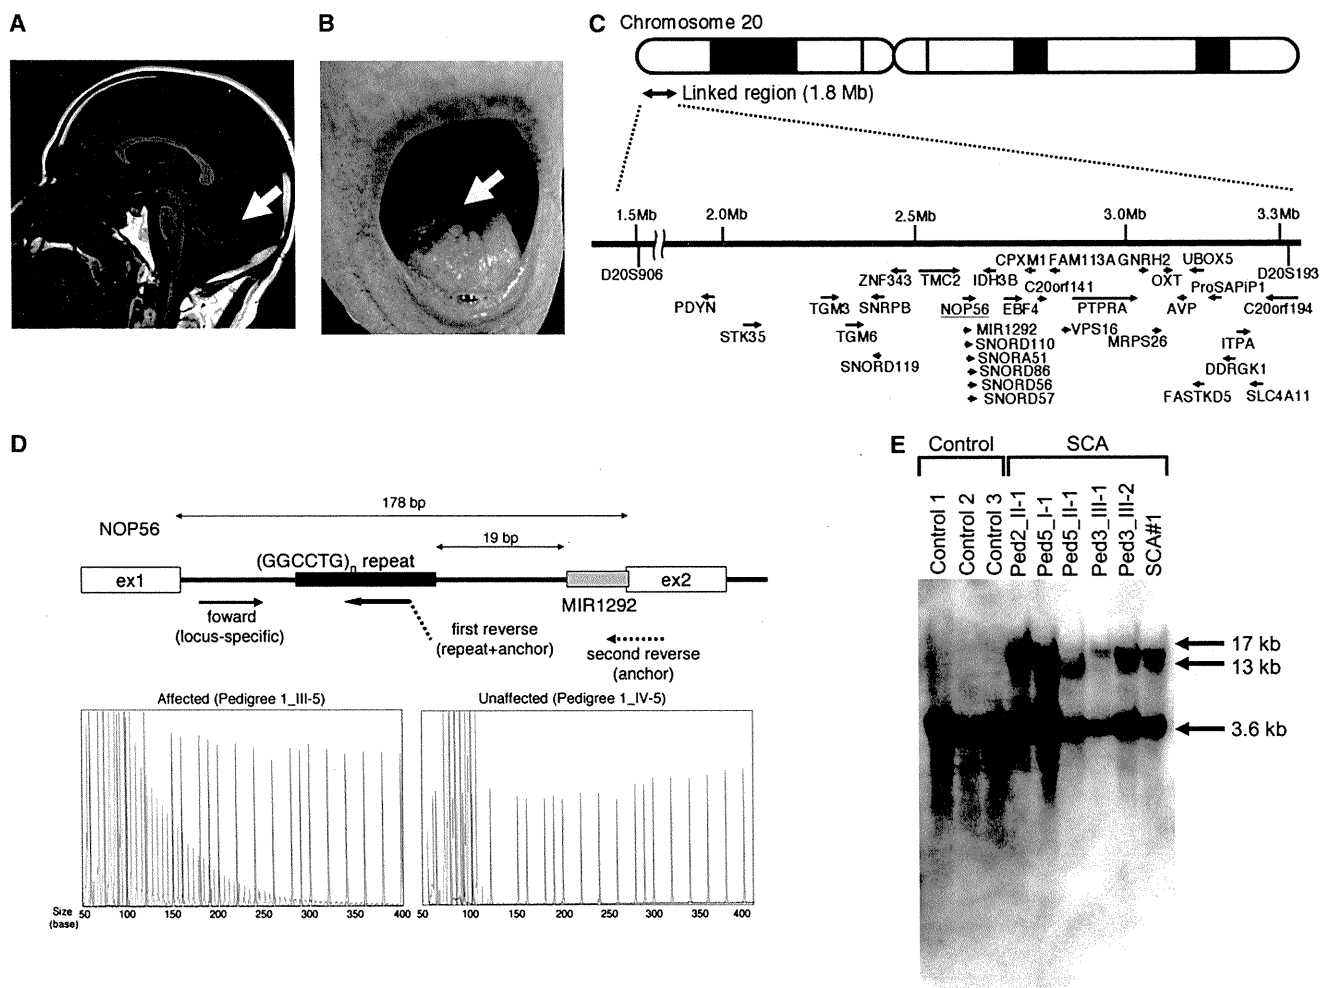 A
B
C Chromosome 20
Linked region (1.8 Mb)
1.5Mb 2.0Mb 2.5Mb 3.0Mb 3.3Mb
D20S906 D20S193
CPXM1 FAM113A GNRH2 UBOX5
ZNF343 TMC2 IDH3B OXT
C20orf141 ProSAPiP1
PDYN TGM3 SNRPB NOP56 EBF4 PTPRA AVP C20orf194
STK35 TGM6 MIR1292 VPS16 MRPS26 ITPA
SNORD110
SNORD119 SNORA51 DDRGK1
SNORD86
SNORD56
SNORD57 FASTKD5 SLC4A11
D
178 bp
NOP56
19 bp
(GGCCTG)n repeat
ex1 ex2
MIR1292
foward
(locus-specific)
first reverse
(repeat+anchor)
second reverse
(anchor)
Affected (Pedigree 1_III-5) Unaffected (Pedigree 1_IV-5)
Size
(base)
50 100 150 200 250 300 350 400
50 100 150 200 250 300 350 400
E
Control SCA
Control 1
Control 2
Control 3
Ped2_II-1
Ped5_I-1
Ped5_II-1
Ped3_III-1
Ped3_III-2
SCA#1
17 kb
13 kb
3.6 kb